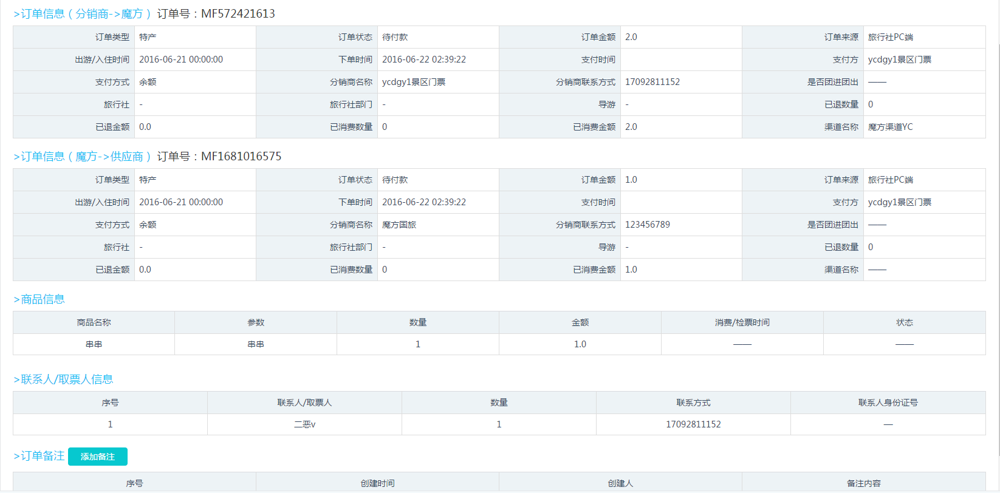 >订单信息（分销商->魔方） 订单号：MF572421613
订单类型 特产 订单状态 待付款 订单金额 2.0 订单来源 旅行社PC端
出游/入住时间 2016-06-21 00:00:00 下单时间 2016-06-22 02:39:22 支付时间 支付方 ycdgy1景区门票
支付方式 余额 分销商名称 ycdgy1景区门票 分销商联系方式 17092811152 是否团进团出 ——
旅行社 - 旅行社部门 - 导游 - 已退数量 0
已退金额 0.0 已消费数量 0 已消费金额 2.0 渠道名称 魔方渠道YC
>订单信息（魔方->供应商） 订单号：MF1681016575
订单类型 特产 订单状态 待付款 订单金额 1.0 订单来源 旅行社PC端
出游/入住时间 2016-06-21 00:00:00 下单时间 2016-06-22 02:39:22 支付时间 支付方 ycdgy1景区门票
支付方式 余额 分销商名称 魔方国旅 分销商联系方式 123456789 是否团进团出 ——
旅行社 - 旅行社部门 - 导游 - 已退数量 0
已退金额 0.0 已消费数量 0 已消费金额 1.0 渠道名称 ——
>商品信息
商品名称 参数 数量 金额 消费/检票时间 状态
串串 串串 1 1.0 —— ——
>联系人/取票人信息
序号 联系人/取票人 数量 联系方式 联系人身份证号
1 二恶v 1 17092811152 —
>订单备注 添加备注
序号 创建时间 创建人 备注内容